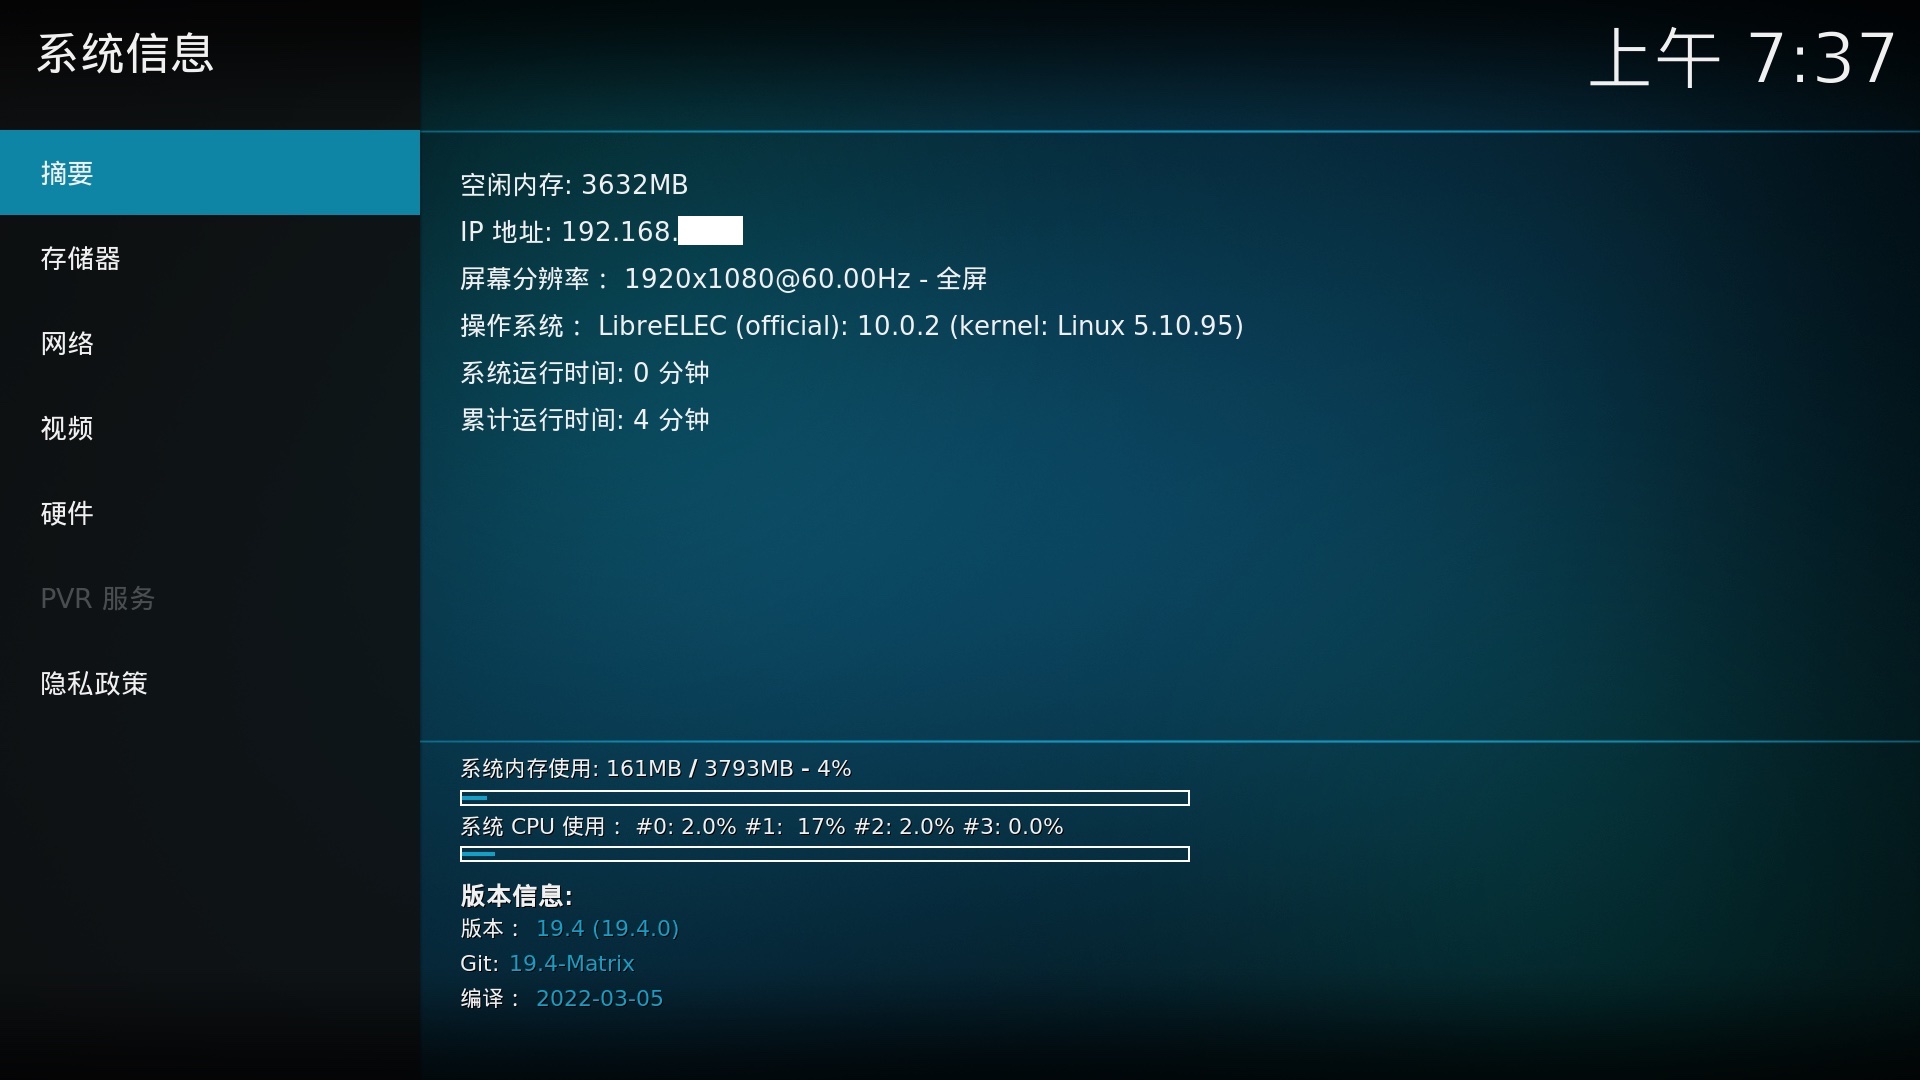 系统信息
上午 7:37
摘要
存储器
网络
视频
硬件
PVR 服务
隐私政策
空闲内存: 3632MB
IP 地址: 192.168.
屏幕分辨率： 1920x1080@60.00Hz - 全屏
操作系统： LibreELEC (official): 10.0.2 (kernel: Linux 5.10.95)
系统运行时间: 0 分钟
累计运行时间: 4 分钟
系统内存使用: 161MB / 3793MB - 4%
系统 CPU 使用： #0: 2.0% #1:  17% #2: 2.0% #3: 0.0%
版本信息:
版本： 19.4 (19.4.0)
Git: 19.4-Matrix
编译： 2022-03-05